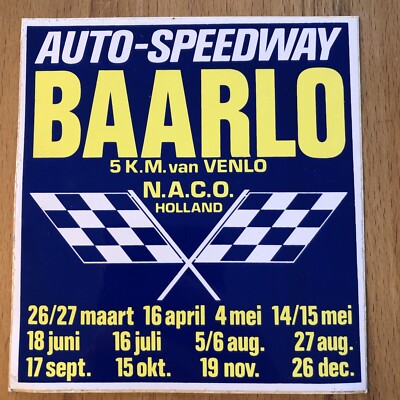 AUTO-SPEEDWAY
BAARLO
5 K.M. van VENLO
N.A.C.O.
HOLLAND
26/27 maart 16 april 4 mei 14/15 mei
18 juni 16 juli 5/6 aug. 27 aug.
17 sept. 15 okt. 19 nov. 26 dec.